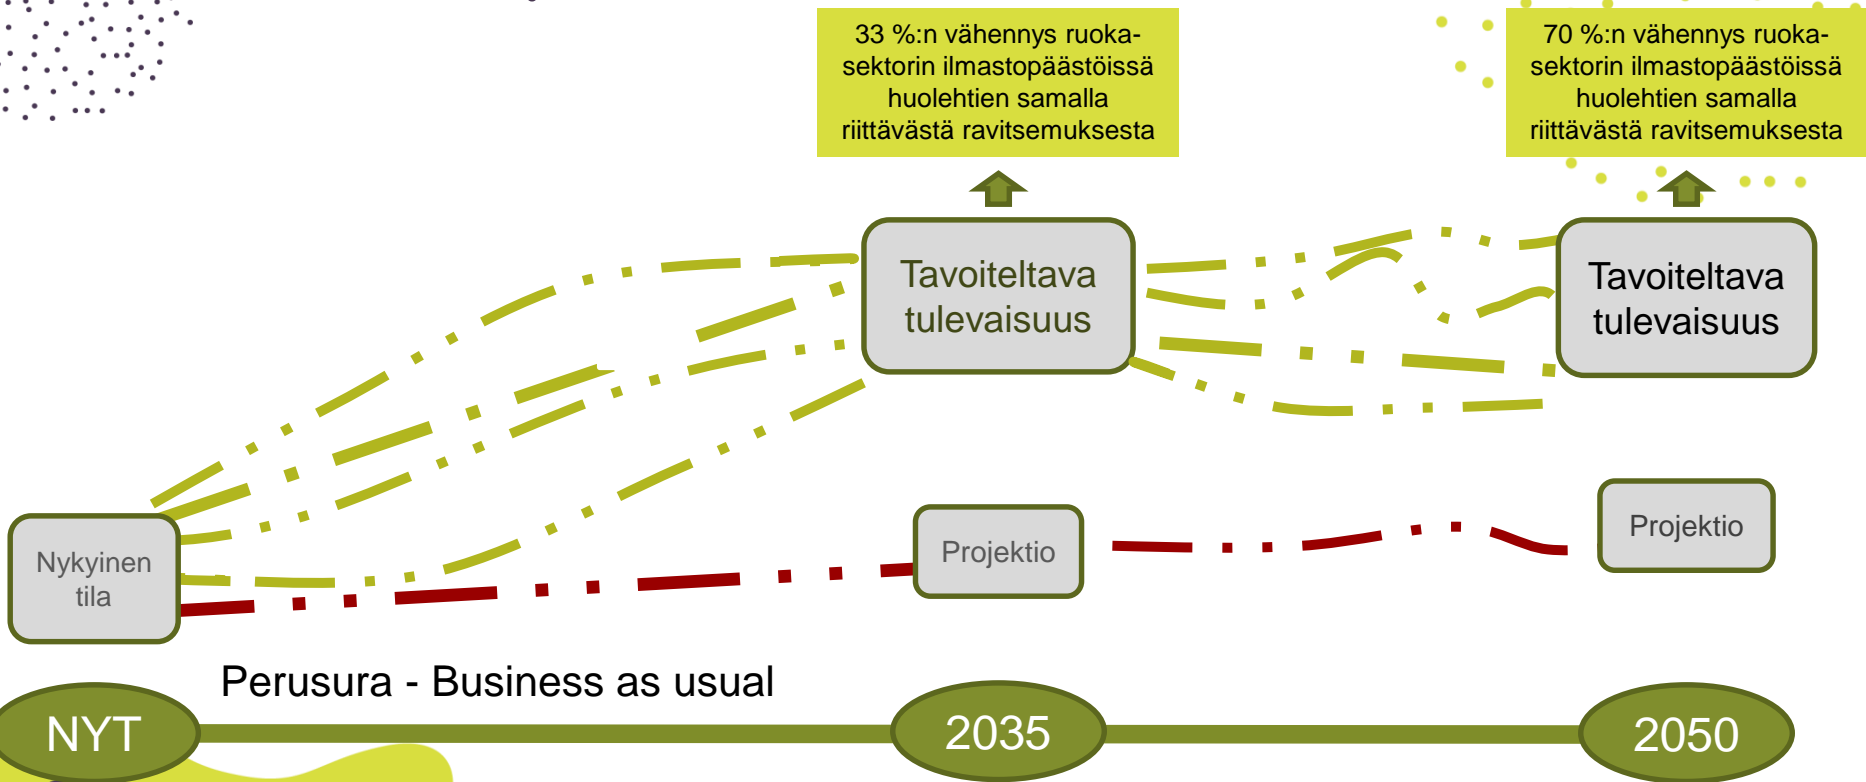 33 %:n vähennys ruoka-
sektorin ilmastopäästöissä
huolehtien samalla
riittävästä ravitsemuksesta
70 %:n vähennys ruoka-
sektorin ilmastopäästöissä
huolehtien samalla
riittävästä ravitsemuksesta
Tavoiteltava
tulevaisuus
Tavoiteltava
tulevaisuus
Nykyinen
tila
Projektio
Projektio
Perusura - Business as usual
NYT
2035
2050